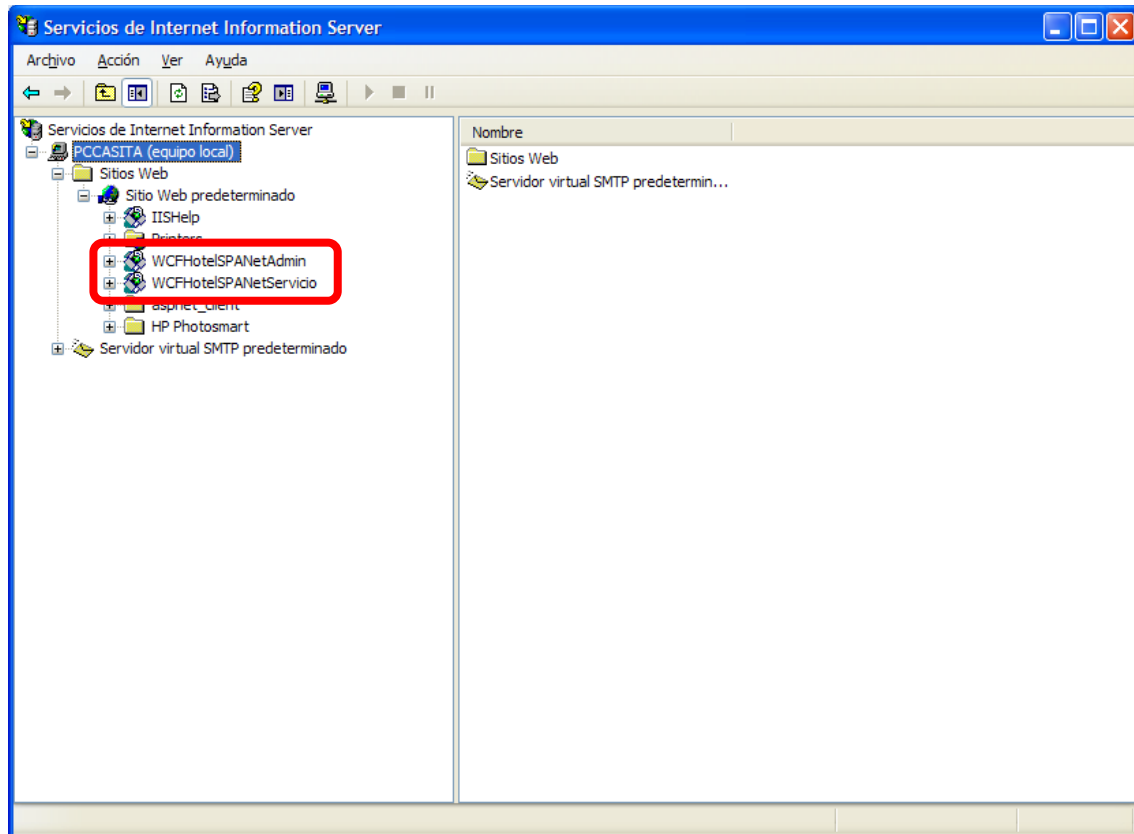 Servicios de Internet Information Server
Archivo Acción Ver Ayuda
Servicios de Internet Information Server
PCCASITA (equipo local)
Sitios Web
Sitio Web predeterminado
IISHelp
Printers
WCFHotelSPANetAdmin
WCFHotelSPANetServicio
aspnet_client
HP Photosmart
Servidor virtual SMTP predeterminado
Nombre
Sitios Web
Servidor virtual SMTP predetermin...